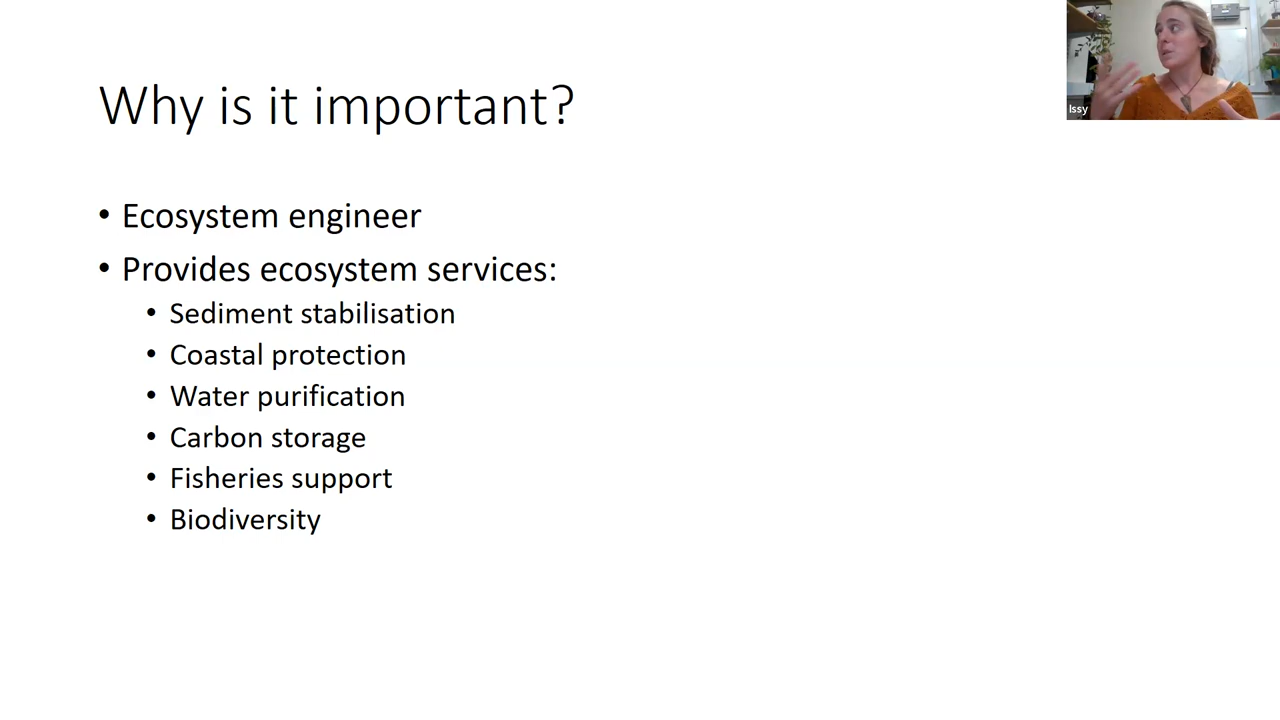 Why is it important?
Issy
• Ecosystem engineer
• Provides ecosystem services:
• Sediment stabilisation
• Coastal protection
• Water purification
• Carbon storage
• Fisheries support
• Biodiversity